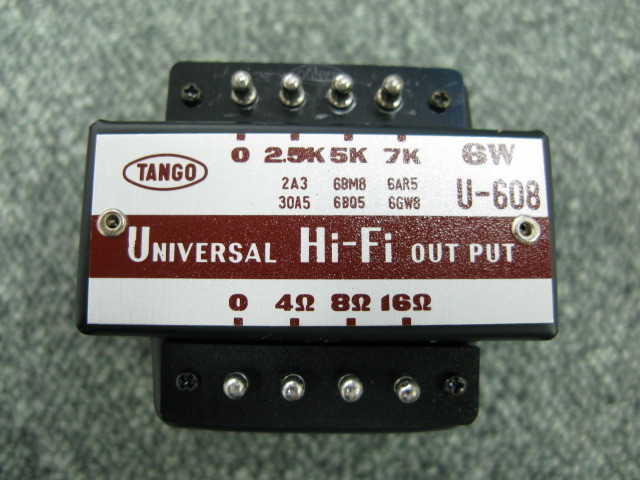 TANGO
0 2.5K 5K 7K 6W
2A3 6BM8 6AR5
30A5 6BQ5 6GW8
U-608
UNIVERSAL Hi-Fi OUT PUT
0 4Ω 8Ω 16Ω